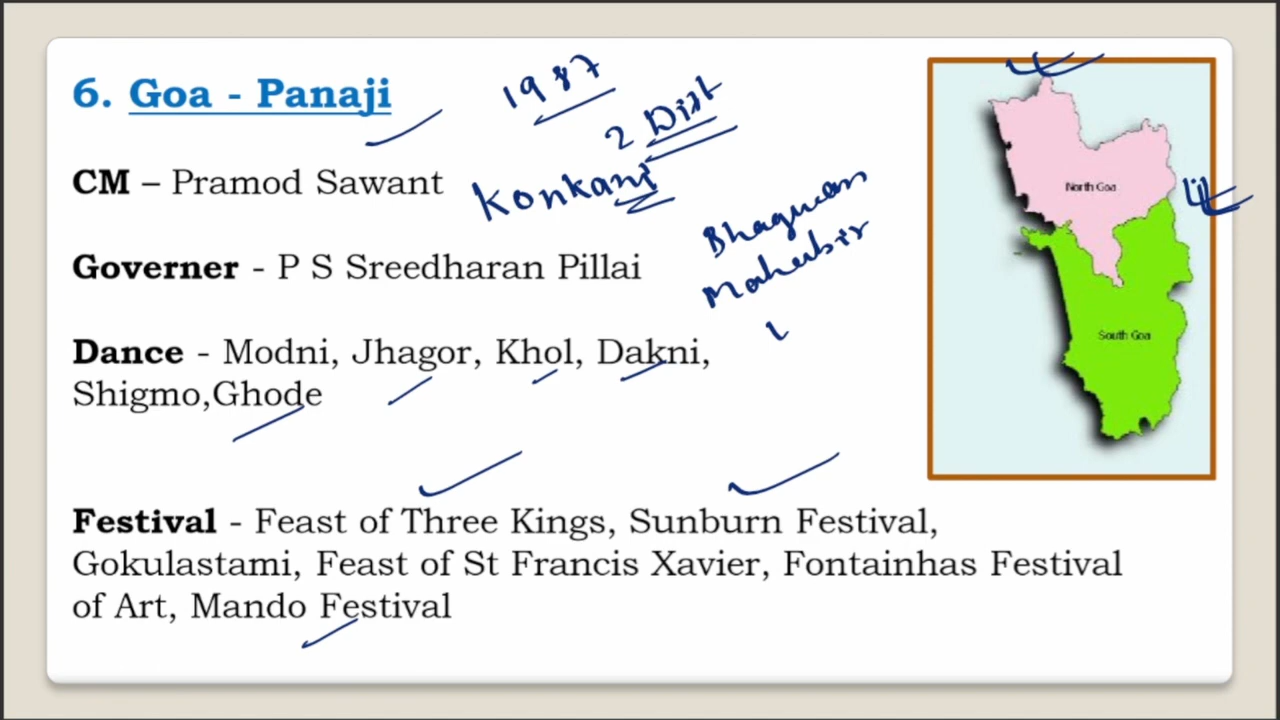 6. Goa - Panaji
1987
2 Dist
CM – Pramod Sawant
Konkani
Bhagwan
Mahabir
Governer - P S Sreedharan Pillai
Dance - Modni, Jhagor, Khol, Dakni,
Shigmo,Ghode
Festival - Feast of Three Kings, Sunburn Festival,
Gokulastami, Feast of St Francis Xavier, Fontainhas Festival
of Art, Mando Festival
North Goa
South Goa